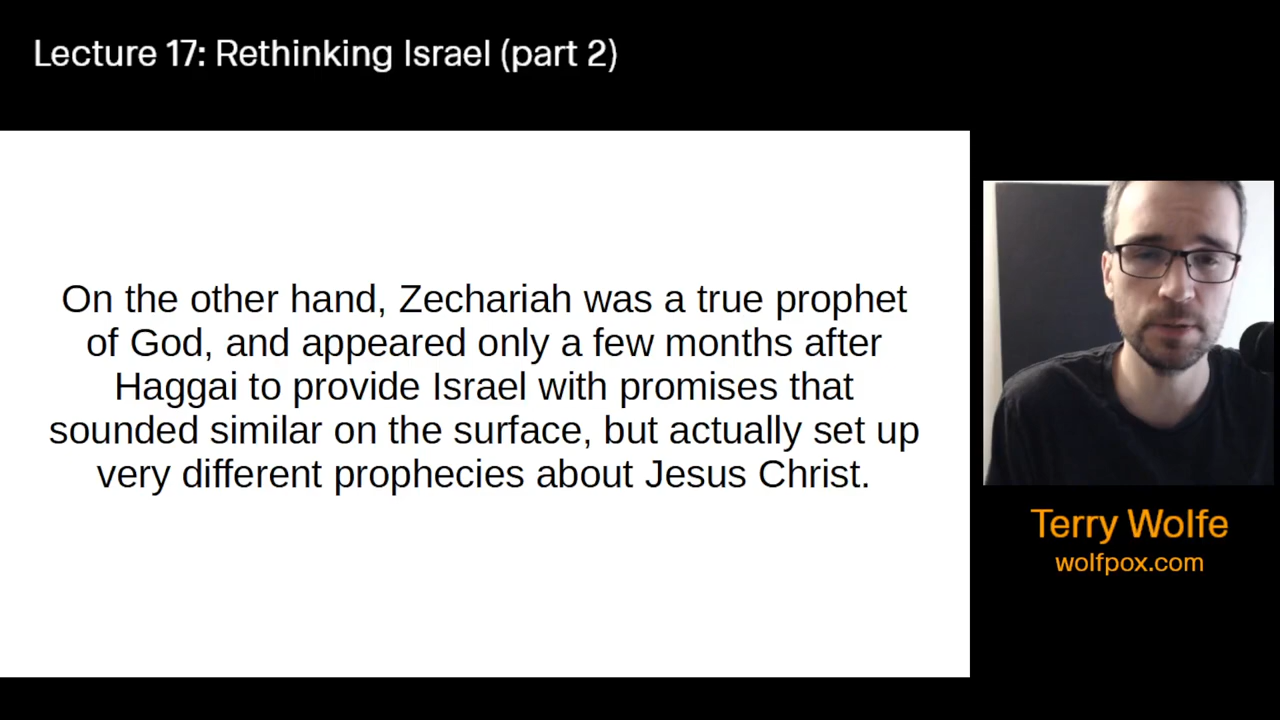 Lecture 17: Rethinking Israel (part 2)
On the other hand, Zechariah was a true prophet
of God, and appeared only a few months after
Haggai to provide Israel with promises that
sounded similar on the surface, but actually set up
very different prophecies about Jesus Christ.
Terry Wolfe
wolfpox.com